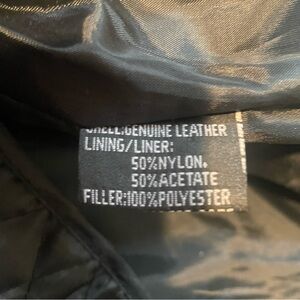 SHELL:GENUINE LEATHER
LINING/LINER:
50%NYLON.
50%ACETATE
FILLER:100%POLYESTER